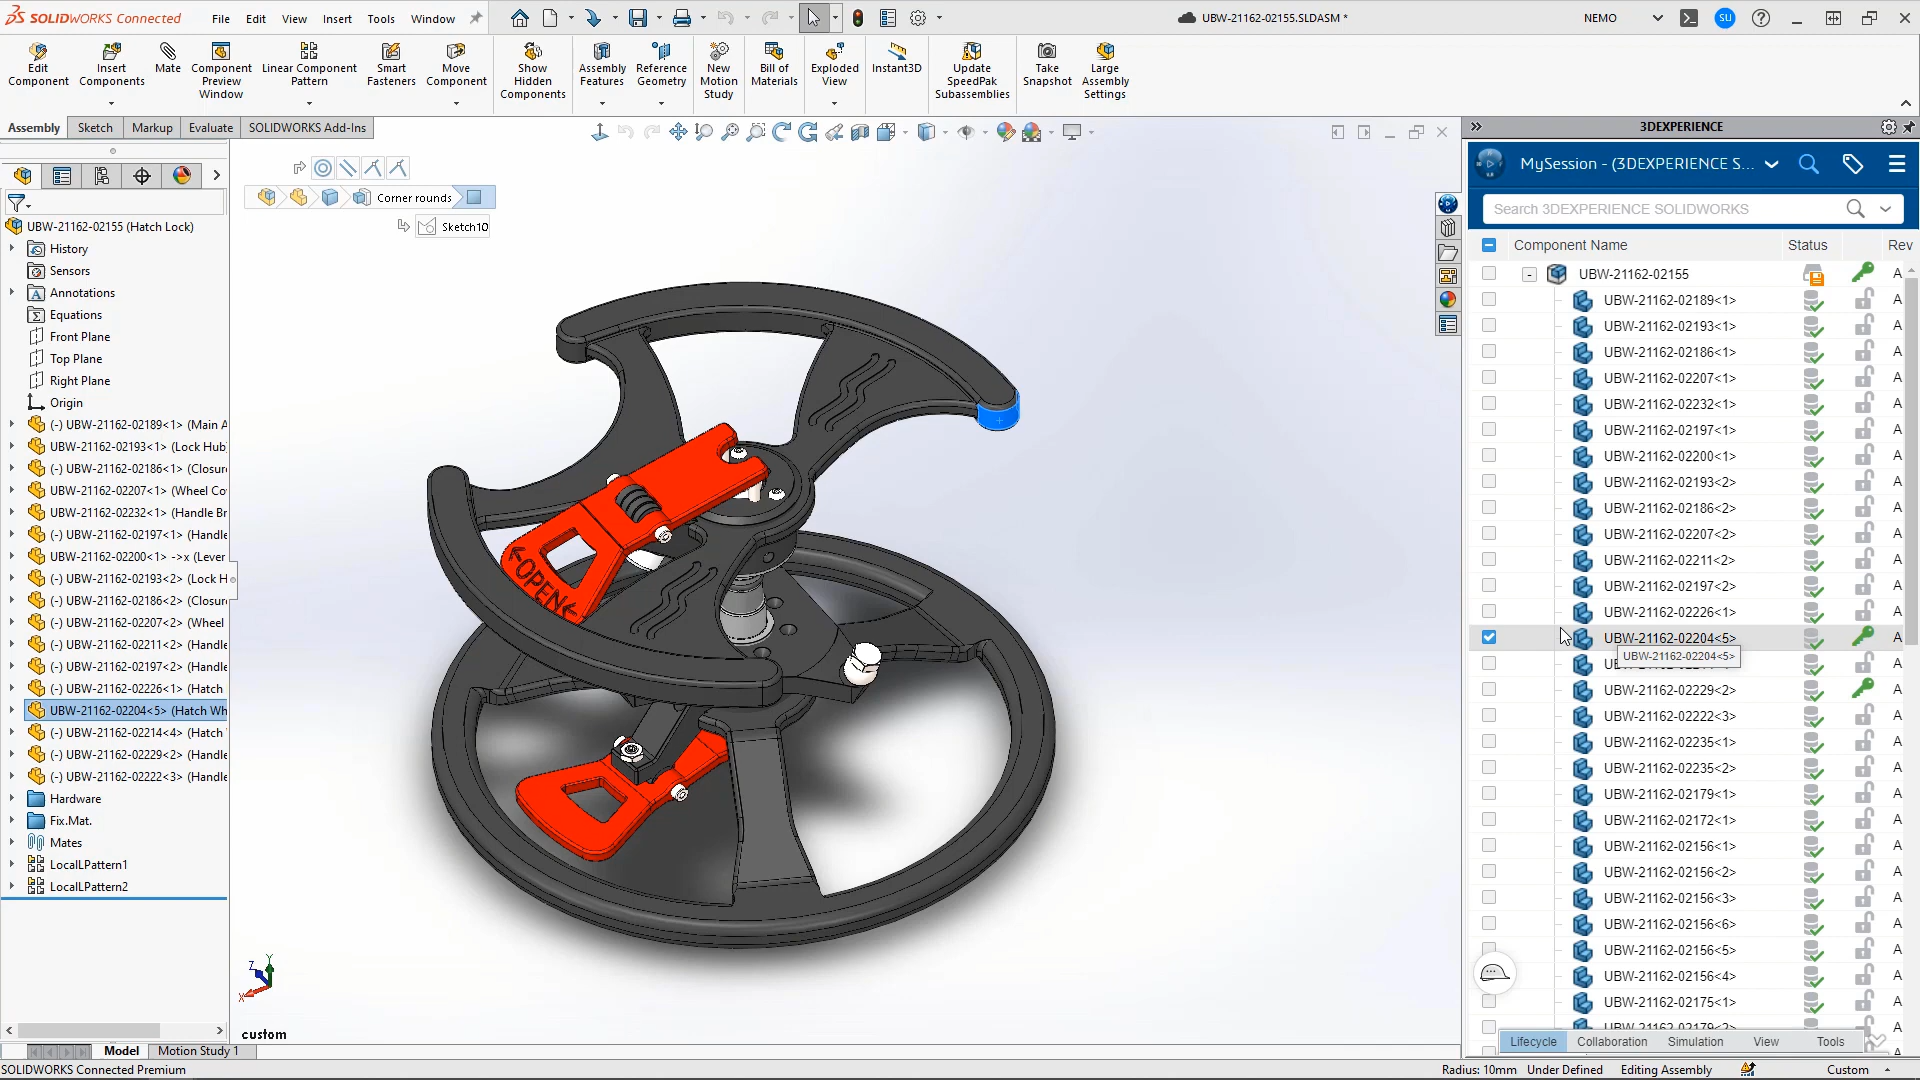 SOLIDWORKS Connected
File Edit View Insert Tools Window
UBW-21162-02155.SLDASM *
NEMO
SU
Edit Component
Insert Components
Mate
Component Preview Window
Linear Component Pattern
Smart Fasteners
Move Component
Show Hidden Components
Assembly Features
Reference Geometry
New Motion Study
Bill of Materials
Exploded View
Instant3D
Update SpeedPak Subassemblies
Take Snapshot
Large Assembly Settings
Assembly Sketch Markup Evaluate SOLIDWORKS Add-Ins
UBW-21162-02155 (Hatch Lock)
History
Sensors
Annotations
Equations
Front Plane
Top Plane
Right Plane
Origin
(-) UBW-21162-02189<1> (Main A
UBW-21162-02193<1> (Lock Hub)
(-) UBW-21162-02186<1> (Closur
UBW-21162-02207<1> (Wheel Co
UBW-21162-02232<1> (Handle Br
(-) UBW-21162-02197<1> (Handle
UBW-21162-02200<1> ->x (Lever
(-) UBW-21162-02193<2> (Lock H
(-) UBW-21162-02186<2> (Closur
(-) UBW-21162-02207<2> (Wheel
(-) UBW-21162-02211<2> (Handle
(-) UBW-21162-02197<2> (Handle
(-) UBW-21162-02226<1> (Hatch
UBW-21162-02204<5> (Hatch Wh
(-) UBW-21162-02214<4> (Hatch
(-) UBW-21162-02229<2> (Handle
(-) UBW-21162-02222<3> (Handle
Hardware
Fix.Mat.
Mates
LocalLPattern1
LocalLPattern2
Corner rounds
Sketch10
OPEN
Z Y X
custom
3DEXPERIENCE
MySession - (3DEXPERIENCE S...
Search 3DEXPERIENCE SOLIDWORKS
Component Name Status Rev
UBW-21162-02155 A
UBW-21162-02189<1> A
UBW-21162-02193<1> A
UBW-21162-02186<1> A
UBW-21162-02207<1> A
UBW-21162-02232<1> A
UBW-21162-02197<1> A
UBW-21162-02200<1> A
UBW-21162-02193<2> A
UBW-21162-02186<2> A
UBW-21162-02207<2> A
UBW-21162-02211<2> A
UBW-21162-02197<2> A
UBW-21162-02226<1> A
UBW-21162-02204<5> A
UBW-21162-02204<5>
A
UBW-21162-02229<2> A
UBW-21162-02222<3> A
UBW-21162-02235<1> A
UBW-21162-02235<2> A
UBW-21162-02179<1> A
UBW-21162-02172<1> A
UBW-21162-02156<1> A
UBW-21162-02156<2> A
UBW-21162-02156<3> A
UBW-21162-02156<6> A
UBW-21162-02156<5> A
UBW-21162-02156<4> A
UBW-21162-02175<1> A
UBW-21162-02179<2> A
Lifecycle Collaboration Simulation View Tools
Model Motion Study 1
SOLIDWORKS Connected Premium
Radius: 10mm Under Defined Editing Assembly Custom